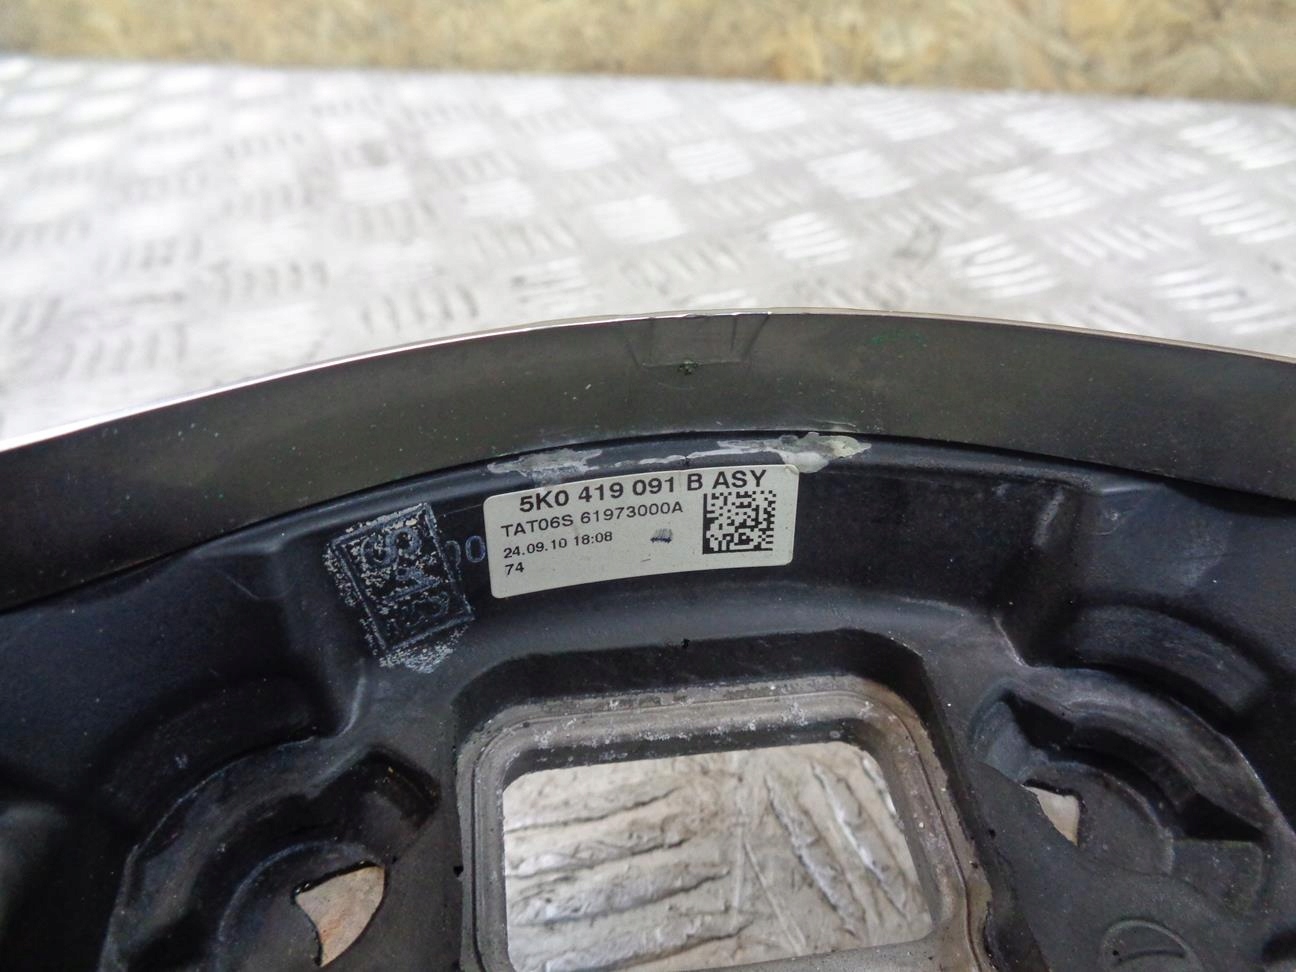 5K0 419 091 B ASY
TAT06S 61973000A
24.09.10 18:08
74